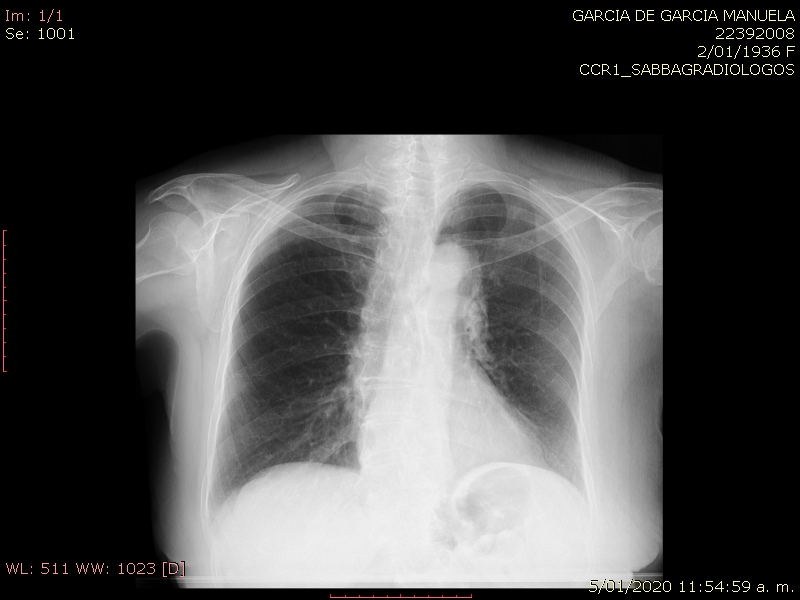 Im: 1/1
Se: 1001
GARCIA DE GARCIA MANUELA
22392008
2/01/1936 F
CCR1_SABBAGRADIOLOGOS
WL: 511 WW: 1023 [D]
5/01/2020 11:54:59 a. m.